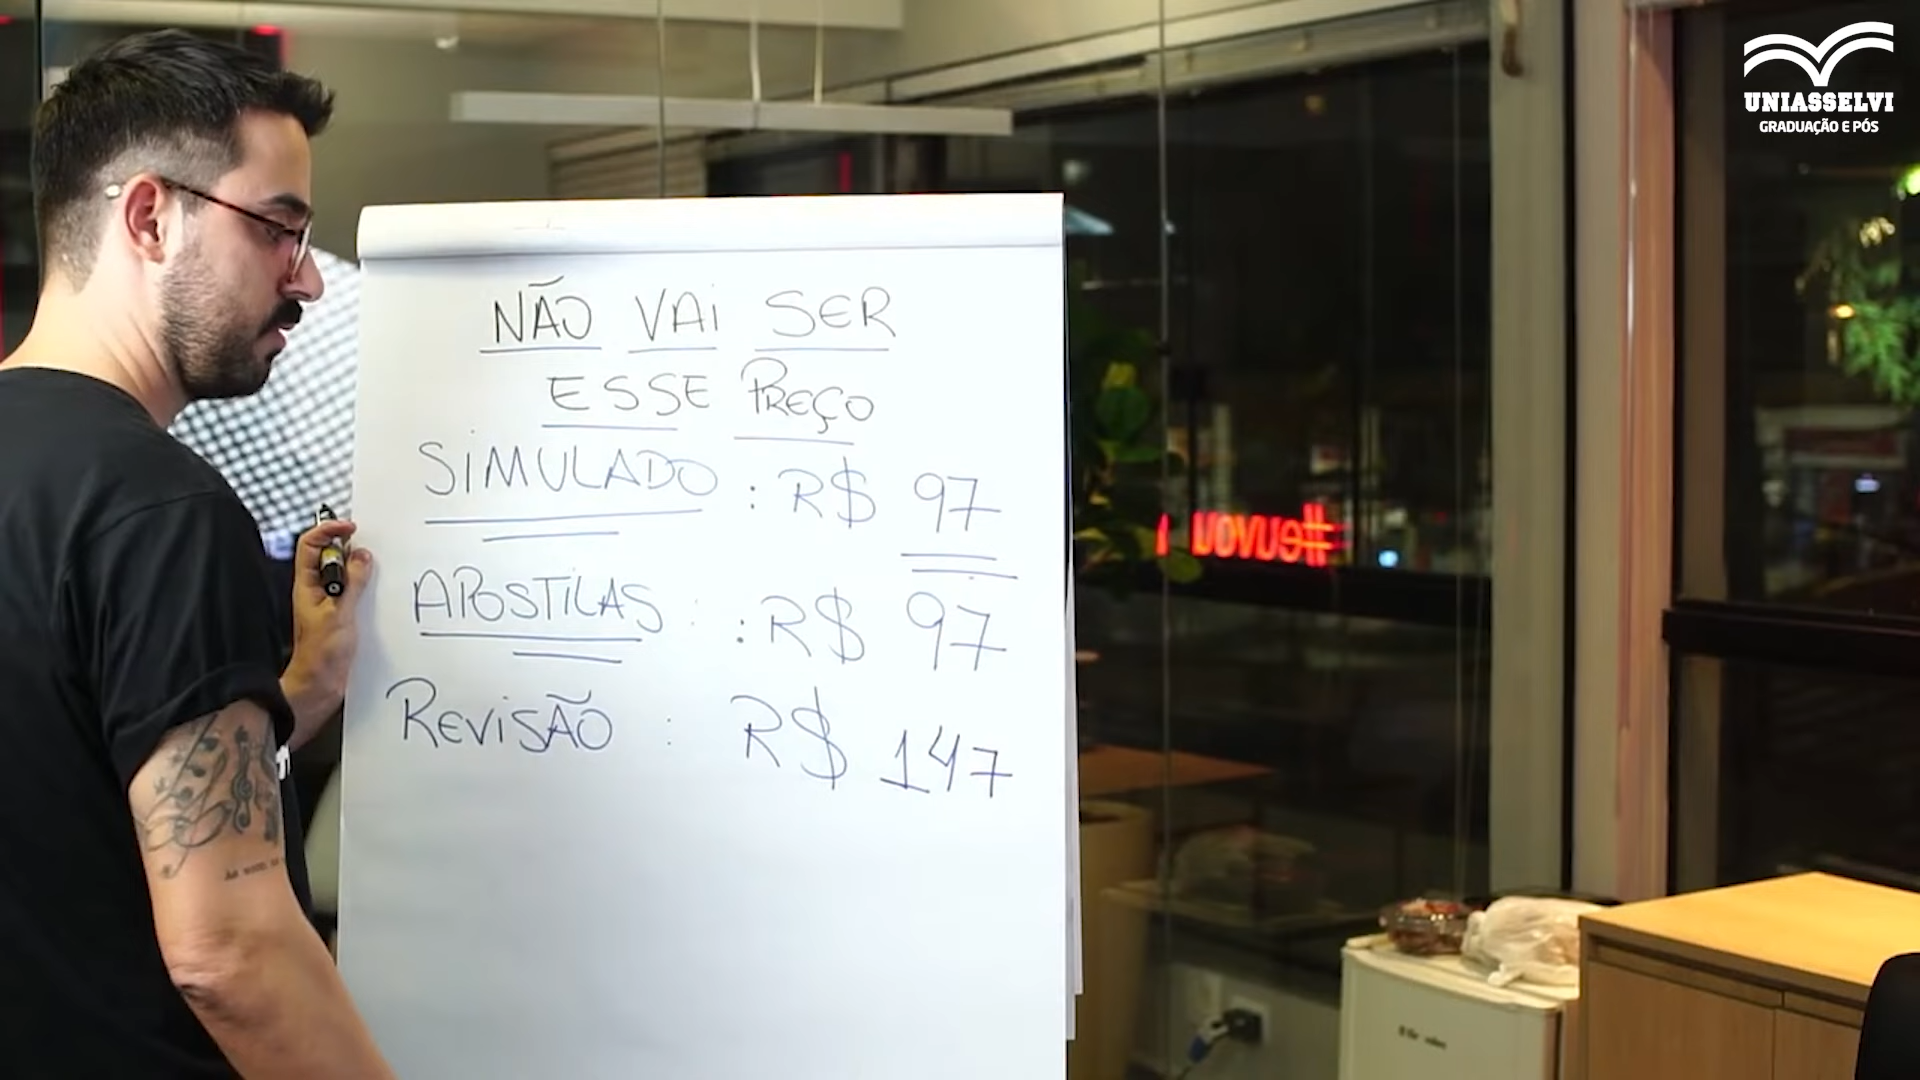 UNIASSELVI
GRADUAÇÃO E PÓS
NÃO VAI SER
ESSE PREÇO
SIMULADO : R$ 97
APOSTILAS : R$ 97
REVISÃO : R$ 147
#euvou